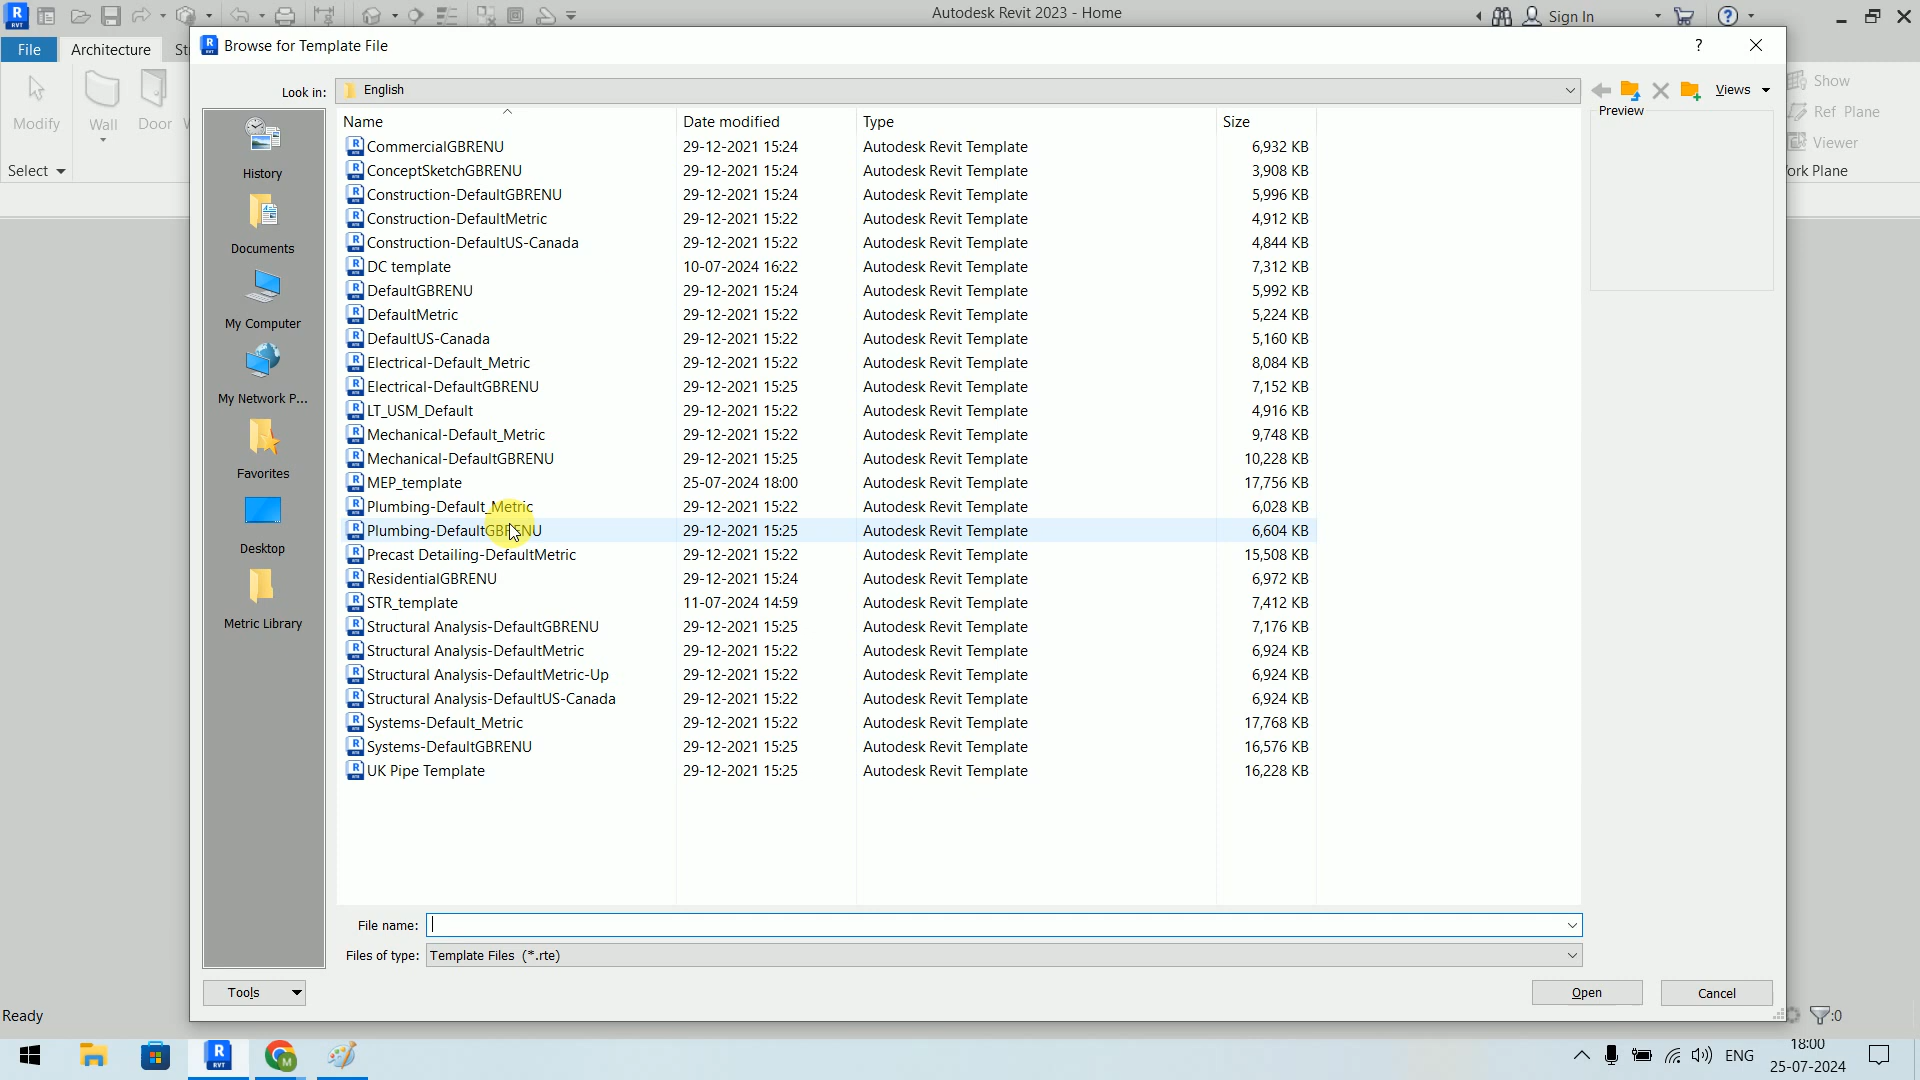 Autodesk Revit 2023 - Home
Sign In
File
Architecture
St
Modify
Wall
Door
Select
Show
Ref Plane
Viewer
ork Plane
Browse for Template File
Look in:
English
Views
Preview
History
Documents
My Computer
My Network P...
Favorites
Desktop
Metric Library
Name Date modified Type Size
CommercialGBRENU 29-12-2021 15:24 Autodesk Revit Template 6,932 KB
ConceptSketchGBRENU 29-12-2021 15:24 Autodesk Revit Template 3,908 KB
Construction-DefaultGBRENU 29-12-2021 15:24 Autodesk Revit Template 5,996 KB
Construction-DefaultMetric 29-12-2021 15:22 Autodesk Revit Template 4,912 KB
Construction-DefaultUS-Canada 29-12-2021 15:22 Autodesk Revit Template 4,844 KB
DC template 10-07-2024 16:22 Autodesk Revit Template 7,312 KB
DefaultGBRENU 29-12-2021 15:24 Autodesk Revit Template 5,992 KB
DefaultMetric 29-12-2021 15:22 Autodesk Revit Template 5,224 KB
DefaultUS-Canada 29-12-2021 15:22 Autodesk Revit Template 5,160 KB
Electrical-Default_Metric 29-12-2021 15:22 Autodesk Revit Template 8,084 KB
Electrical-DefaultGBRENU 29-12-2021 15:25 Autodesk Revit Template 7,152 KB
LT_USM_Default 29-12-2021 15:22 Autodesk Revit Template 4,916 KB
Mechanical-Default_Metric 29-12-2021 15:22 Autodesk Revit Template 9,748 KB
Mechanical-DefaultGBRENU 29-12-2021 15:25 Autodesk Revit Template 10,228 KB
MEP_template 25-07-2024 18:00 Autodesk Revit Template 17,756 KB
Plumbing-Default_Metric 29-12-2021 15:22 Autodesk Revit Template 6,028 KB
Plumbing-DefaultGBRENU 29-12-2021 15:25 Autodesk Revit Template 6,604 KB
Precast Detailing-DefaultMetric 29-12-2021 15:22 Autodesk Revit Template 15,508 KB
ResidentialGBRENU 29-12-2021 15:24 Autodesk Revit Template 6,972 KB
STR_template 11-07-2024 14:59 Autodesk Revit Template 7,412 KB
Structural Analysis-DefaultGBRENU 29-12-2021 15:25 Autodesk Revit Template 7,176 KB
Structural Analysis-DefaultMetric 29-12-2021 15:22 Autodesk Revit Template 6,924 KB
Structural Analysis-DefaultMetric-Up 29-12-2021 15:22 Autodesk Revit Template 6,924 KB
Structural Analysis-DefaultUS-Canada 29-12-2021 15:22 Autodesk Revit Template 6,924 KB
Systems-Default_Metric 29-12-2021 15:22 Autodesk Revit Template 17,768 KB
Systems-DefaultGBRENU 29-12-2021 15:25 Autodesk Revit Template 16,576 KB
UK Pipe Template 29-12-2021 15:25 Autodesk Revit Template 16,228 KB
File name:
Files of type: Template Files (*.rte)
Tools
Open
Cancel
Ready
:0
ENG
18:00
25-07-2024